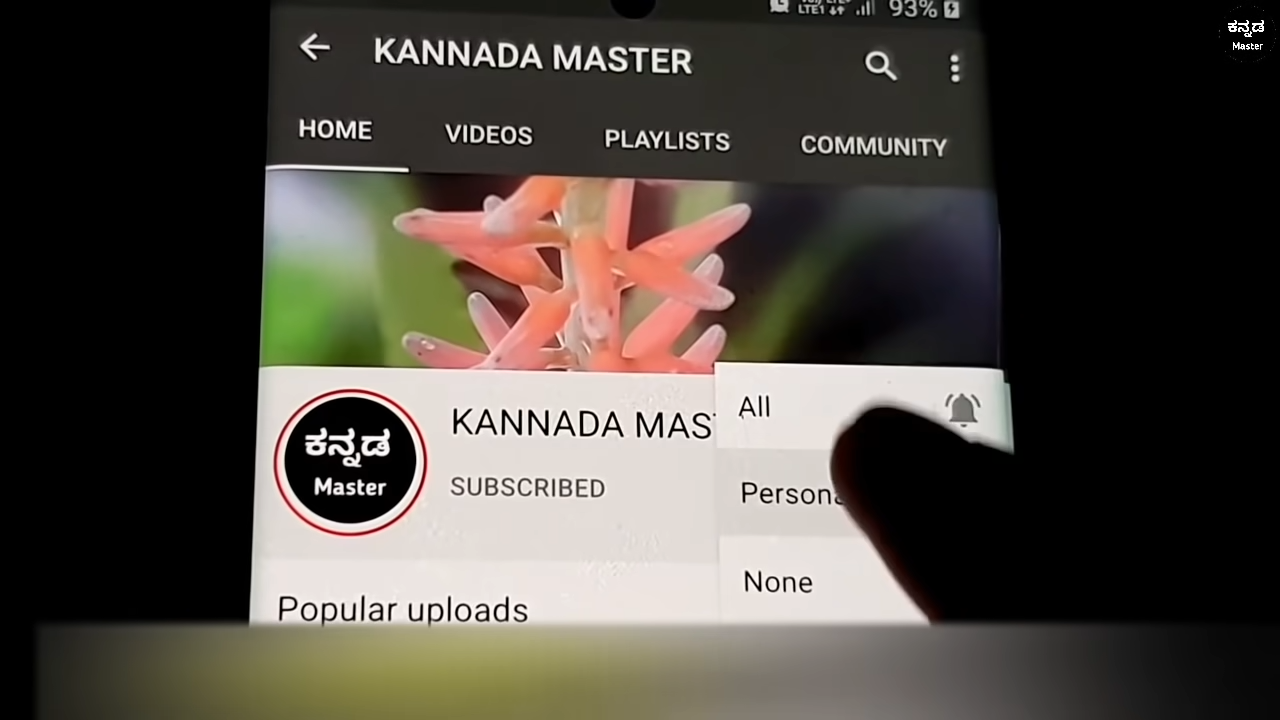 LTE1 93%
KANNADA MASTER
HOME VIDEOS PLAYLISTS COMMUNITY
ಕನ್ನಡ
Master
KANNADA MAS
SUBSCRIBED
All
Persona
None
Popular uploads
ಕನ್ನಡ
Master